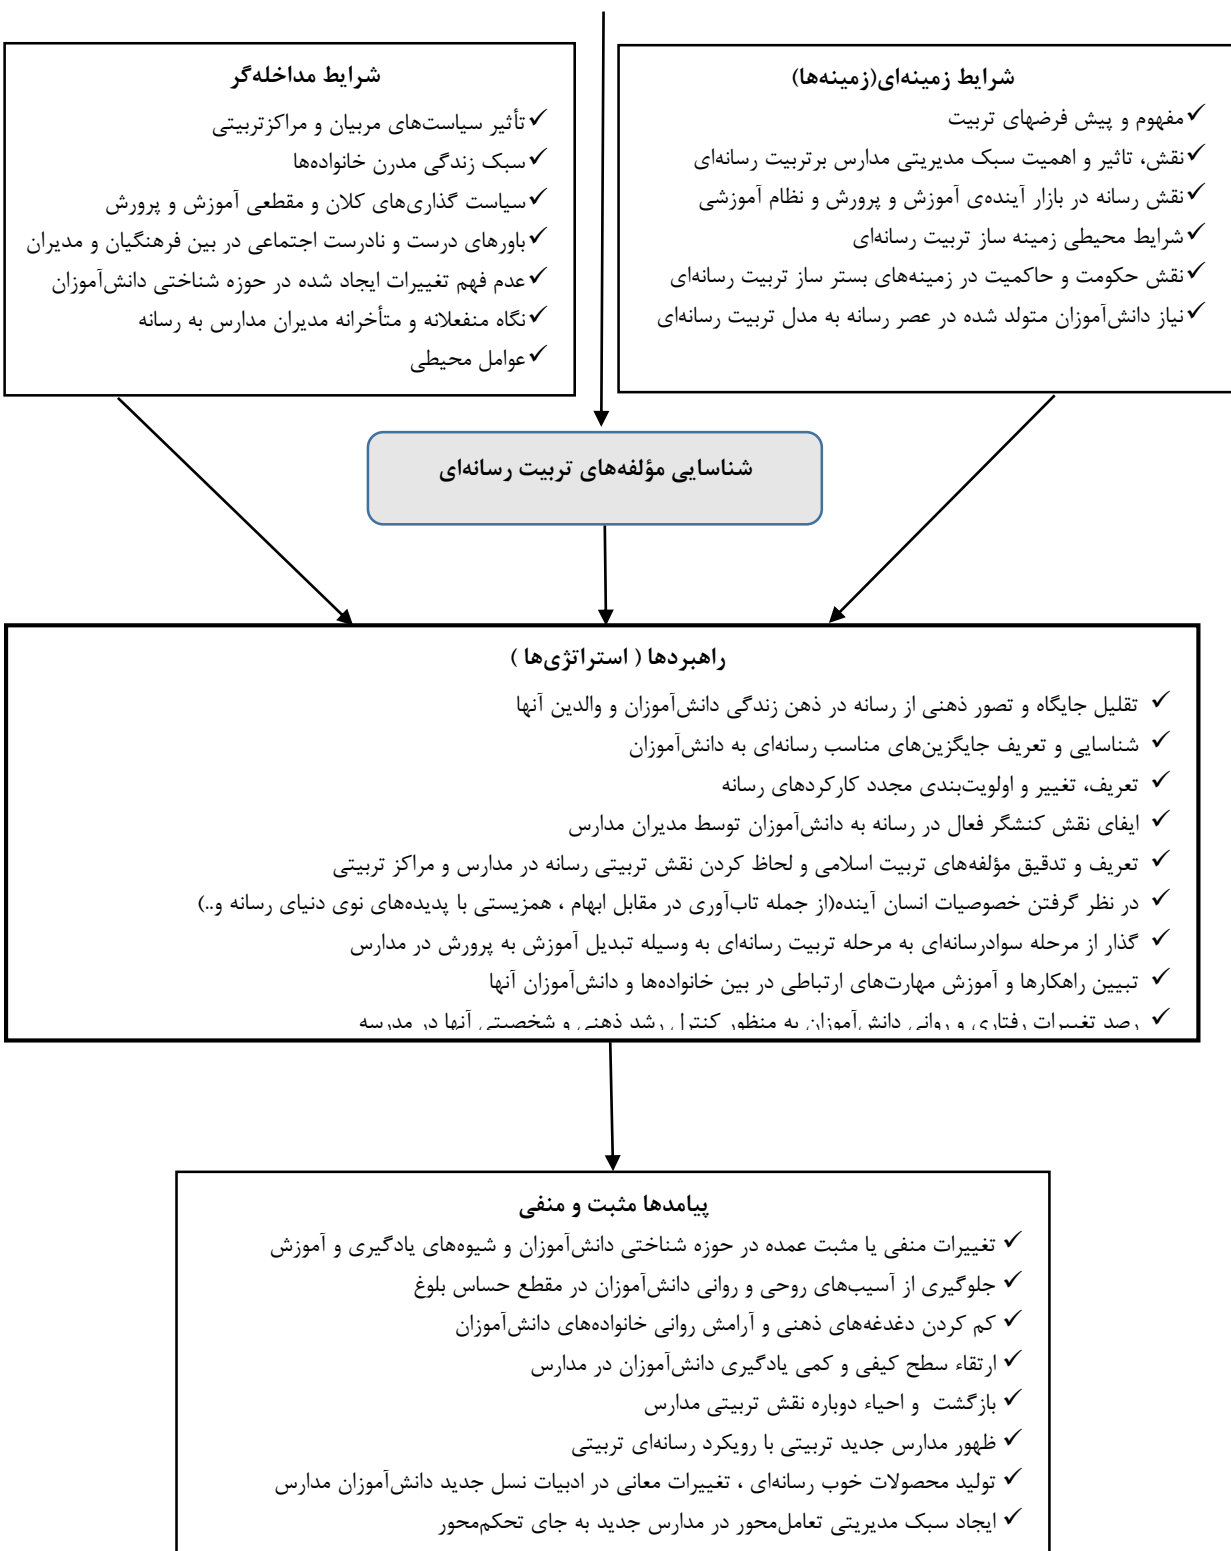 شرایط زمینه‌ای(زمینه‌ها)
✓مفهوم و پیش فرضهای تربیت
✓نقش، تاثیر و اهمیت سبک مدیریتی مدارس برتربیت رسانه‌ای
✓نقش رسانه در بازار آینده‌ی آموزش و پرورش و نظام آموزشی
✓شرایط محیطی زمینه ساز تربیت رسانه‌ای
✓نقش حکومت و حاکمیت در زمینه‌های بستر ساز تربیت رسانه‌ای
✓نیاز دانش‌آموزان متولد شده در عصر رسانه به مدل تربیت رسانه‌ای
شرایط مداخله‌گر
✓تأثیر سیاست‌های مربیان و مراکزتربیتی
✓سبک زندگی مدرن خانواده‌ها
✓سیاست گذاری‌های کلان و مقطعی آموزش و پرورش
✓باورهای درست و نادرست اجتماعی در بین فرهنگیان و مدیران
✓عدم فهم تغییرات ایجاد شده در حوزه شناختی دانش‌آموزان
✓نگاه منفعلانه و متأخرانه مدیران مدارس به رسانه
✓عوامل محیطی
شناسایی مؤلفه‌های تربیت رسانه‌ای
راهبردها ( استراتژی‌ها )
✓ تقلیل جایگاه و تصور ذهنی از رسانه در ذهن زندگی دانش‌آموزان و والدین آنها
✓ شناسایی و تعریف جایگزین‌های مناسب رسانه‌ای به دانش‌آموزان
✓ تعریف، تغییر و اولویت‌بندی مجدد کارکردهای رسانه
✓ ایفای نقش کنشگر فعال در رسانه به دانش‌آموزان توسط مدیران مدارس
✓ تعریف و تدقیق مؤلفه‌های تربیت اسلامی و لحاظ کردن نقش تربیتی رسانه در مدارس و مراکز تربیتی
✓ در نظر گرفتن خصوصیات انسان آینده(از جمله تاب‌آوری در مقابل ابهام ، همزیستی با پدیده‌های نوی دنیای رسانه و..)
✓ گذار از مرحله سوادرسانه‌ای به مرحله تربیت رسانه‌ای به وسیله تبدیل آموزش به پرورش در مدارس
✓ تبیین راهکارها و آموزش مهارت‌های ارتباطی در بین خانواده‌ها و دانش‌آموزان آنها
✓ رصد تغییرات رفتاری و روانی دانش‌آموزان به منظور کنترل رشد ذهنی و شخصیتی آنها در مدرسه
پیامدها مثبت و منفی
✓ تغییرات منفی یا مثبت عمده در حوزه شناختی دانش‌آموزان و شیوه‌های یادگیری و آموزش
✓ جلوگیری از آسیب‌های روحی و روانی دانش‌آموزان در مقطع حساس بلوغ
✓ کم کردن دغدغه‌های ذهنی و آرامش روانی خانواده‌های دانش‌آموزان
✓ ارتقاء سطح کیفی و کمی یادگیری دانش‌آموزان در مدارس
✓ بازگشت و احیاء دوباره نقش تربیتی مدارس
✓ ظهور مدارس جدید تربیتی با رویکرد رسانه‌ای تربیتی
✓ تولید محصولات خوب رسانه‌ای ، تغییرات معانی در ادبیات نسل جدید دانش‌آموزان مدارس
✓ ایجاد سبک مدیریتی تعامل‌محور در مدارس جدید به جای تحکم‌محور